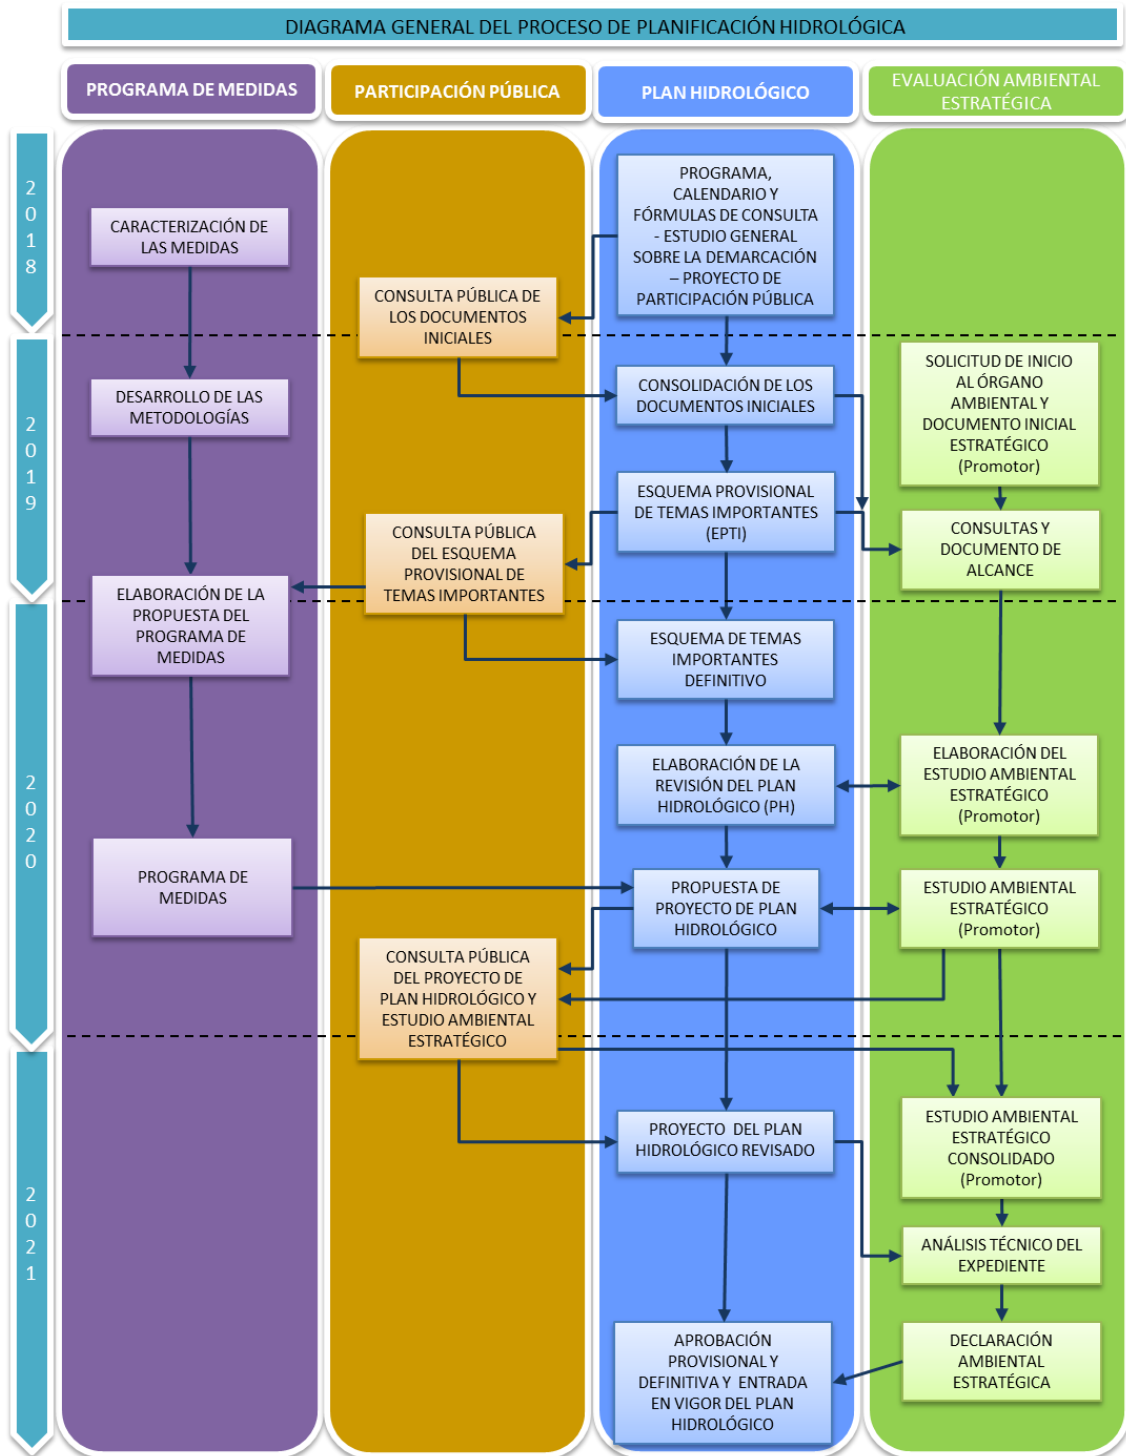 DIAGRAMA GENERAL DEL PROCESO DE PLANIFICACIÓN HIDROLÓGICA
PROGRAMA DE MEDIDAS
PARTICIPACIÓN PÚBLICA
PLAN HIDROLÓGICO
EVALUACIÓN AMBIENTAL
ESTRATÉGICA
2
0
1
8
CARACTERIZACIÓN DE
LAS MEDIDAS
CONSULTA PÚBLICA DE
LOS DOCUMENTOS
INICIALES
PROGRAMA,
CALENDARIO Y
FÓRMULAS DE CONSULTA
- ESTUDIO GENERAL
SOBRE LA DEMARCACIÓN
– PROYECTO DE
PARTICIPACIÓN PÚBLICA
2
0
1
9
DESARROLLO DE LAS
METODOLOGÍAS
CONSOLIDACIÓN DE LOS
DOCUMENTOS INICIALES
SOLICITUD DE INICIO
AL ÓRGANO
AMBIENTAL Y
DOCUMENTO INICIAL
ESTRATÉGICO
(Promotor)
ESQUEMA PROVISIONAL
DE TEMAS IMPORTANTES
(EPTI)
CONSULTA PÚBLICA
DEL ESQUEMA
PROVISIONAL DE
TEMAS IMPORTANTES
CONSULTAS Y
DOCUMENTO DE
ALCANCE
ELABORACIÓN DE LA
PROPUESTA DEL
PROGRAMA DE
MEDIDAS
2
0
2
0
ESQUEMA DE TEMAS
IMPORTANTES
DEFINITIVO
ELABORACIÓN DE LA
REVISIÓN DEL PLAN
HIDROLÓGICO (PH)
ELABORACIÓN DEL
ESTUDIO AMBIENTAL
ESTRATÉGICO
(Promotor)
PROGRAMA DE
MEDIDAS
PROPUESTA DE
PROYECTO DE PLAN
HIDROLÓGICO
ESTUDIO AMBIENTAL
ESTRATÉGICO
(Promotor)
CONSULTA PÚBLICA
DEL PROYECTO DE
PLAN HIDROLÓGICO Y
ESTUDIO AMBIENTAL
ESTRATÉGICO
2
0
2
1
PROYECTO DEL PLAN
HIDROLÓGICO REVISADO
ESTUDIO AMBIENTAL
ESTRATÉGICO
CONSOLIDADO
(Promotor)
ANÁLISIS TÉCNICO DEL
EXPEDIENTE
APROBACIÓN
PROVISIONAL Y
DEFINITIVA Y ENTRADA
EN VIGOR DEL PLAN
HIDROLÓGICO
DECLARACIÓN
AMBIENTAL
ESTRATÉGICA